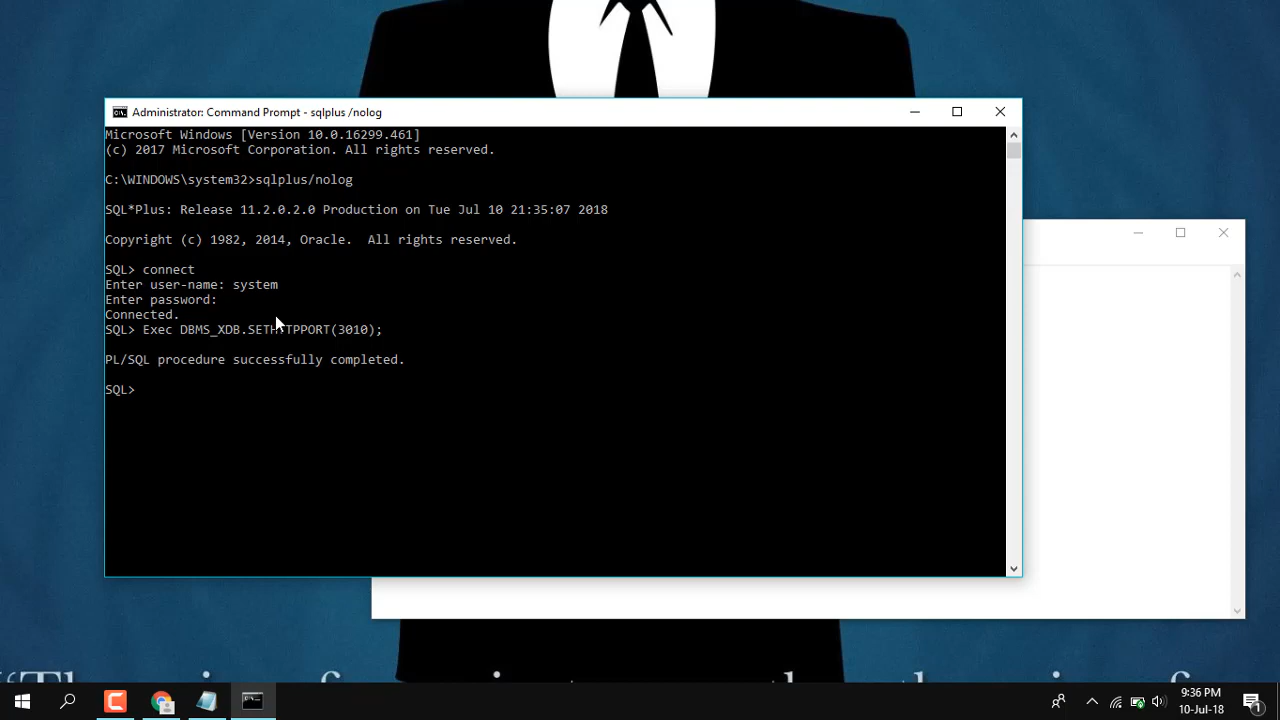 Administrator: Command Prompt - sqlplus /nolog
Microsoft Windows [Version 10.0.16299.461]
(c) 2017 Microsoft Corporation. All rights reserved.
C:\WINDOWS\system32>sqlplus/nolog
SQL*Plus: Release 11.2.0.2.0 Production on Tue Jul 10 21:35:07 2018
Copyright (c) 1982, 2014, Oracle.  All rights reserved.
SQL> connect
Enter user-name: system
Enter password:
Connected.
SQL> Exec DBMS_XDB.SETHTTPPORT(3010);
PL/SQL procedure successfully completed.
SQL>
9:36 PM
10-Jul-18
1